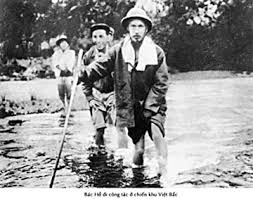 Bác Hồ đi công tác ở chiến khu Việt Bắc